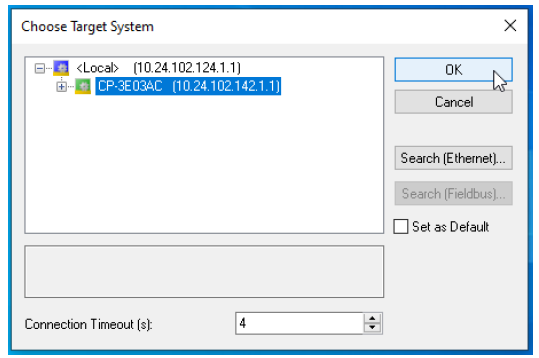 Choose Target System
<Local> (10.24.102.124.1.1)
CP-3E03AC (10.24.102.142.1.1)
OK
Cancel
Search (Ethernet)...
Search (Fieldbus)...
Set as Default
Connection Timeout (s):
4